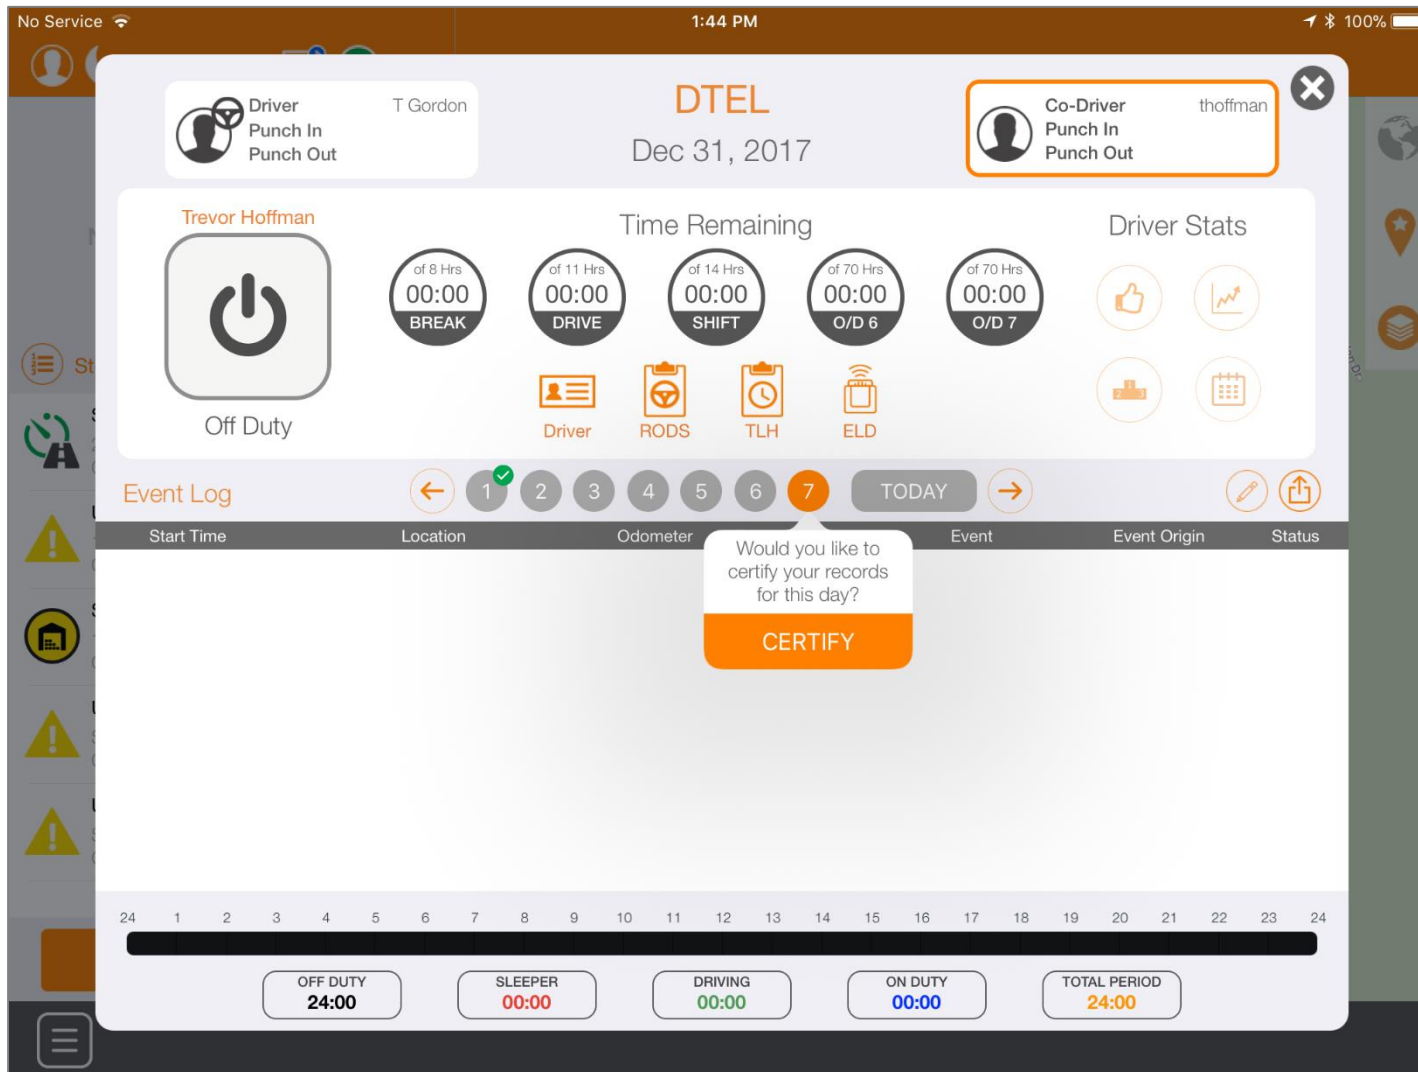 No Service
1:44 PM
100%
Driver
T Gordon
Punch In
Punch Out
DTEL
Dec 31, 2017
Co-Driver
thoffman
Punch In
Punch Out
Trevor Hoffman
Off Duty
Time Remaining
of 8 Hrs
00:00
BREAK
of 11 Hrs
00:00
DRIVE
of 14 Hrs
00:00
SHIFT
of 70 Hrs
00:00
O/D 6
of 70 Hrs
00:00
O/D 7
Driver
RODS
TLH
ELD
Driver Stats
1
2
3
St
Event Log
1
2
3
4
5
6
7
TODAY
Start Time
Location
Odometer
Event
Event Origin
Status
Would you like to
certify your records
for this day?
CERTIFY
24 1 2 3 4 5 6 7 8 9 10 11 12 13 14 15 16 17 18 19 20 21 22 23 24
OFF DUTY
24:00
SLEEPER
00:00
DRIVING
00:00
ON DUTY
00:00
TOTAL PERIOD
24:00